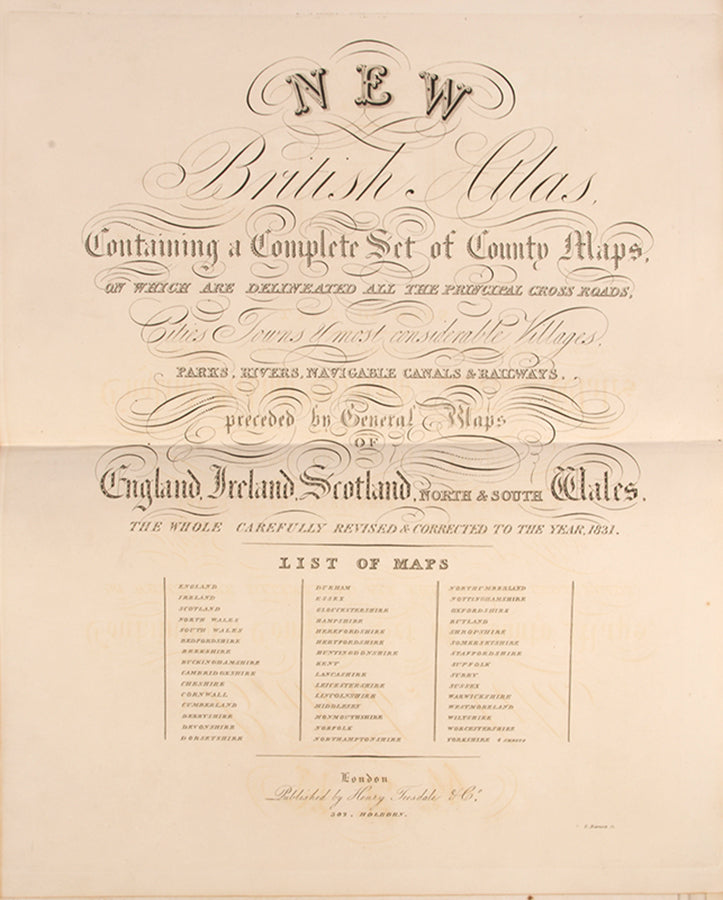 NEW
British Atlas,
Containing a Complete Set of County Maps,
ON WHICH ARE DELINEATED ALL THE PRINCIPAL CROSS ROADS,
Cities Towns & most considerable Villages,
PARKS, RIVERS, NAVIGABLE CANALS & RAILWAYS.
preceded by General Maps
OF
England, Ireland, Scotland, NORTH & SOUTH Wales.
THE WHOLE CAREFULLY REVISED & CORRECTED TO THE YEAR, 1831.
LIST OF MAPS
ENGLAND
IRELAND
SCOTLAND
NORTH WALES
SOUTH WALES
BEDFORDSHIRE
BERKSHIRE
BUCKINGHAMSHIRE
CAMBRIDGESHIRE
CHESHIRE
CORNWALL
CUMBERLAND
DERBYSHIRE
DEVONSHIRE
DORSETSHIRE
DURHAM
ESSEX
GLOUCESTERSHIRE
HAMPSHIRE
HEREFORDSHIRE
HERTFORDSHIRE
HUNTINGDONSHIRE
KENT
LANCASHIRE
LEICESTERSHIRE
LINCOLNSHIRE
MIDDLESEX
MONMOUTHSHIRE
NORFOLK
NORTHAMPTONSHIRE
NORTHUMBERLAND
NOTTINGHAMSHIRE
OXFORDSHIRE
RUTLAND
SHROPSHIRE
SOMERSETSHIRE
STAFFORDSHIRE
SUFFOLK
SURRY
SUSSEX
WARWICKSHIRE
WESTMORELAND
WILTSHIRE
WORCESTERSHIRE
YORKSHIRE 4 SHEETS
London
Published by Henry Teesdale & Co.
302, HOLBORN.